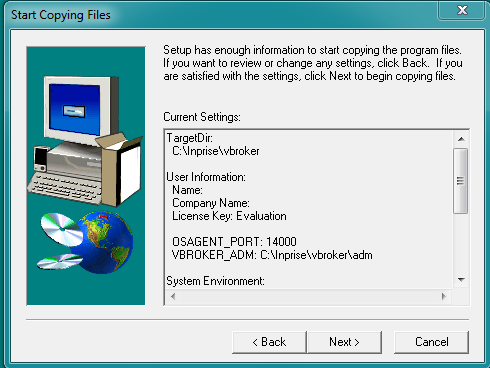 Start Copying Files
Setup has enough information to start copying the program files.
If you want to review or change any settings, click Back. If you
are satisfied with the settings, click Next to begin copying files.
Current Settings:
TargetDir:
C:\Inprise\vbroker
User Information:
Name:
Company Name:
License Key: Evaluation
OSAGENT_PORT: 14000
VBROKER_ADM: C:\Inprise\vbroker\adm
System Environment:
< Back
Next >
Cancel